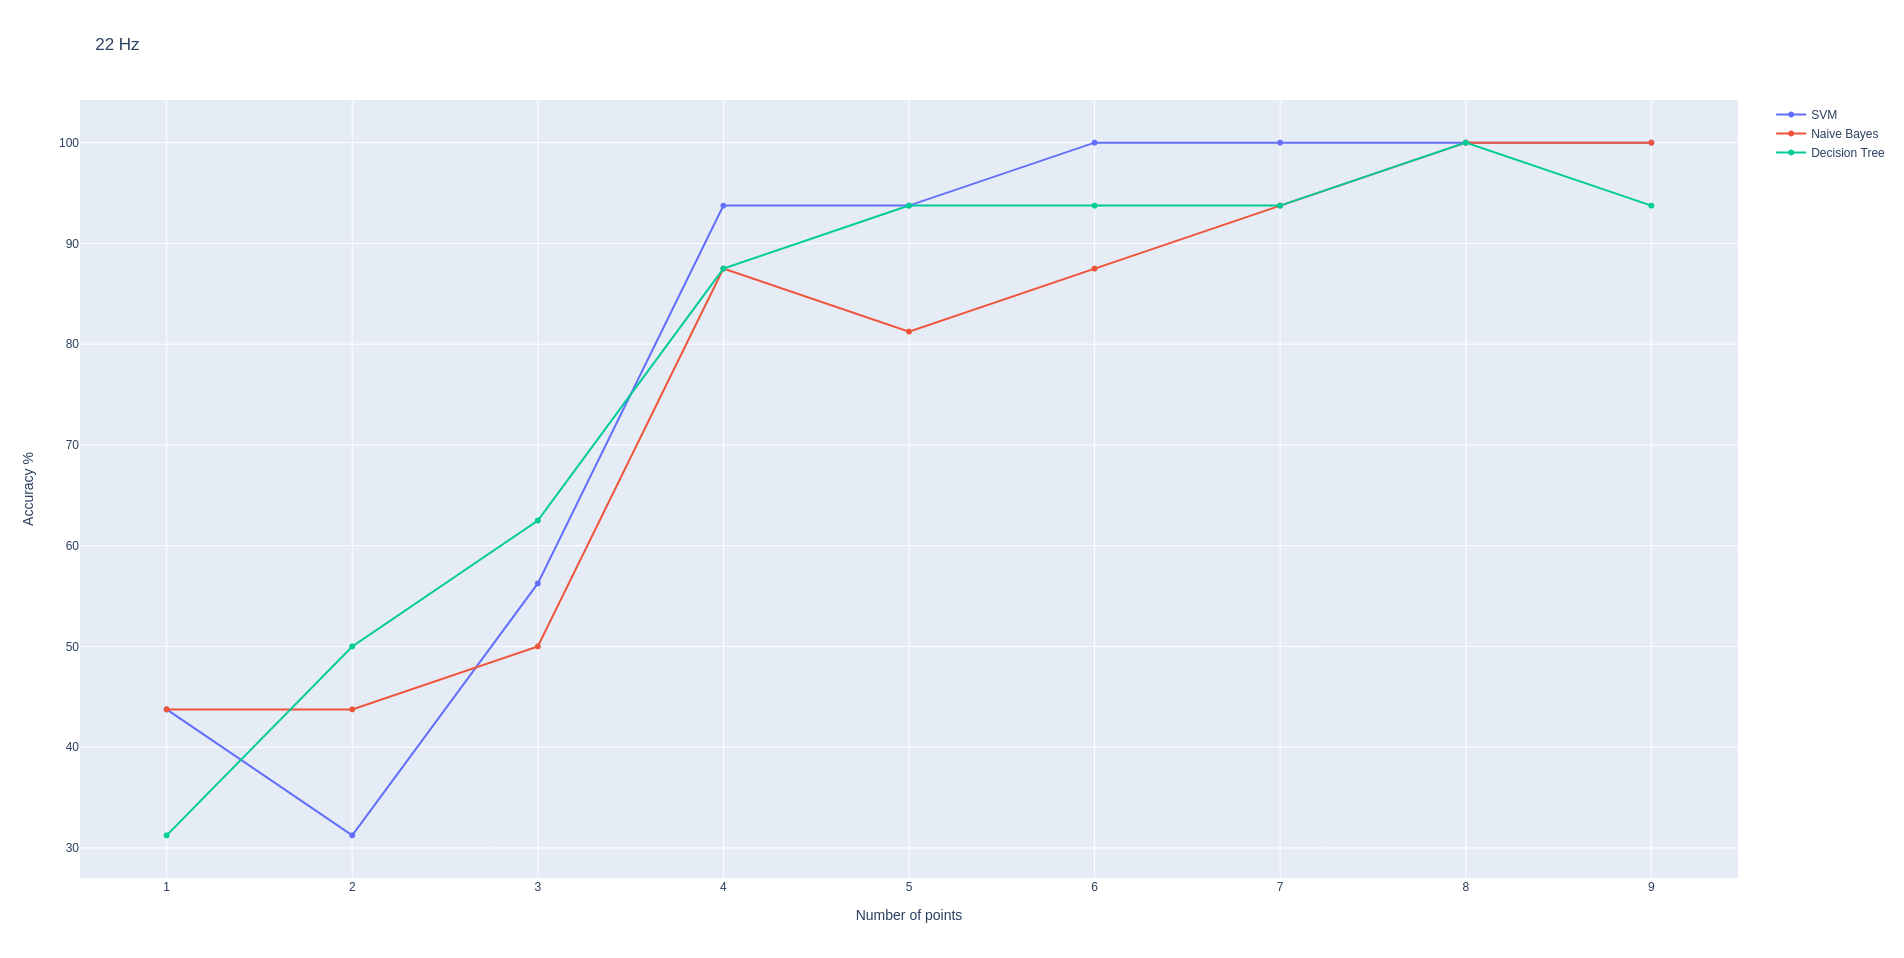 22 Hz
SVM
Naive Bayes
Decision Tree
100
90
80
70
60
50
40
30
Accuracy %
1 2 3 4 5 6 7 8 9
Number of points